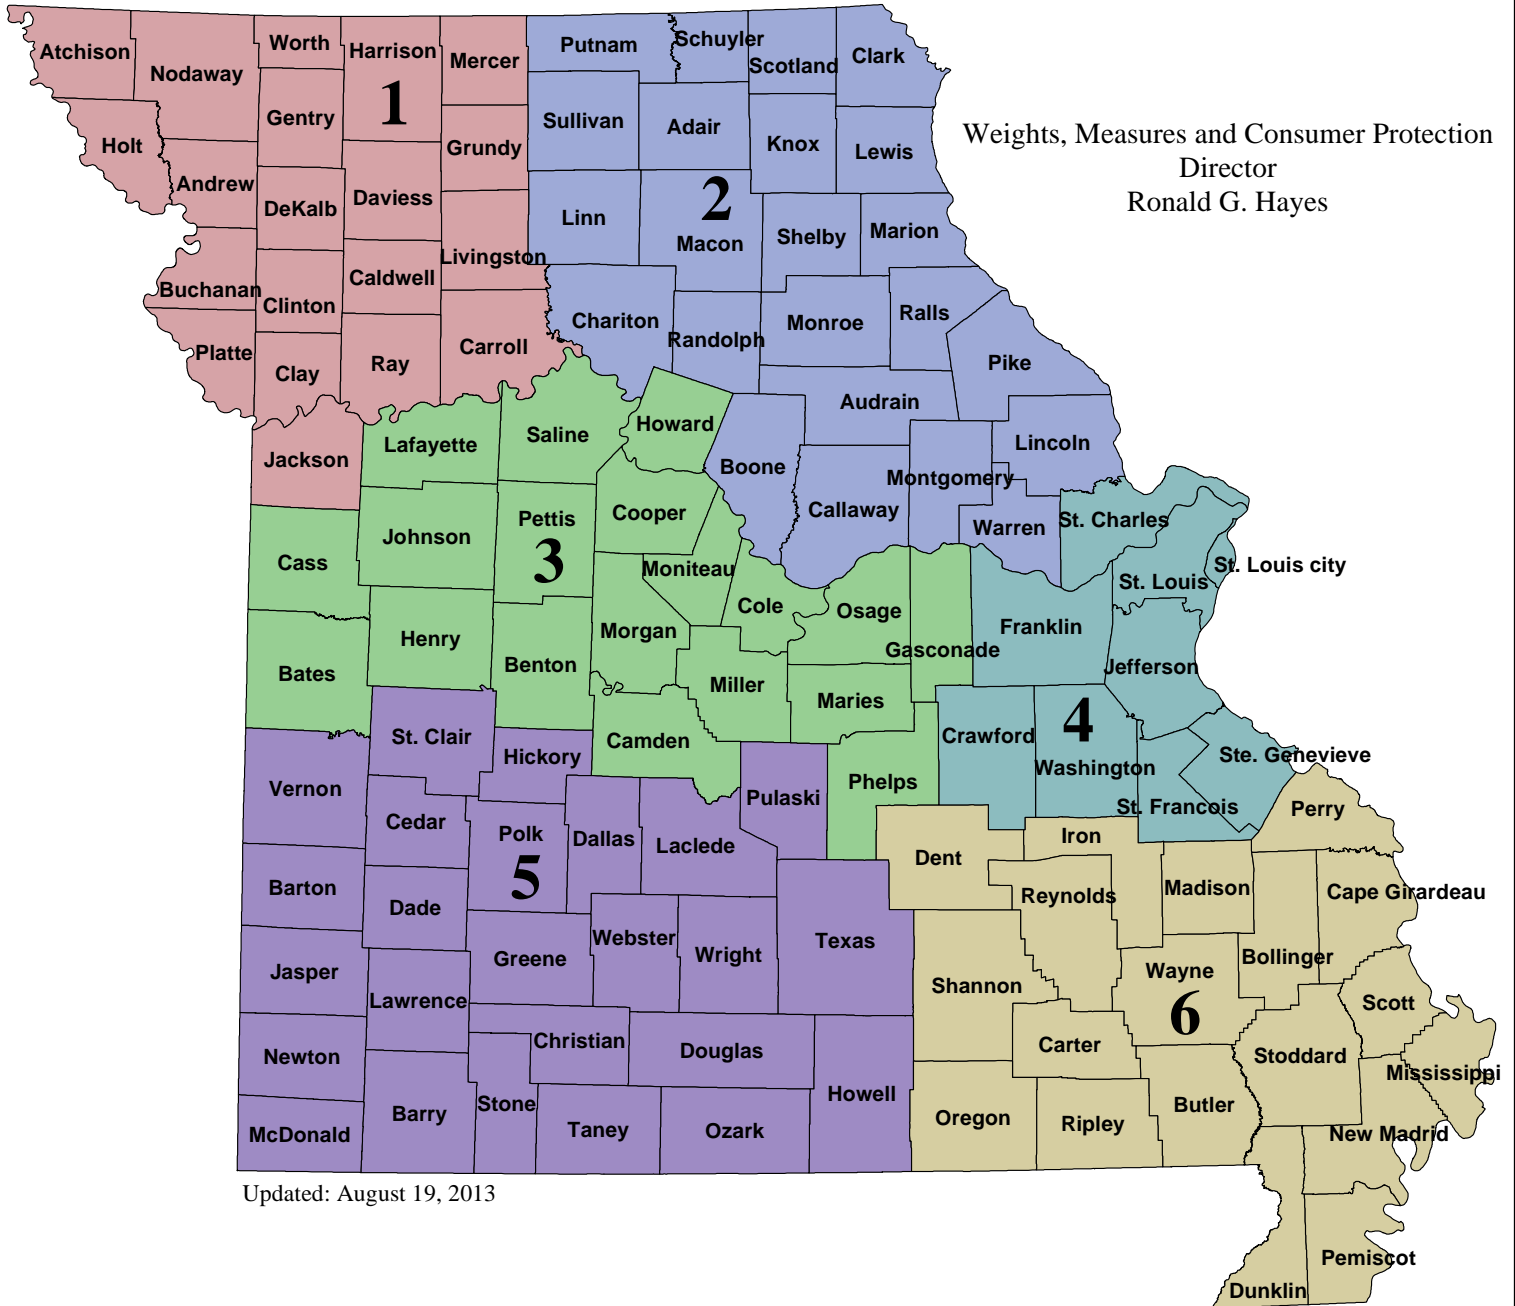 Atchison
Nodaway
Worth
Harrison
Mercer
Putnam
Schuyler
Scotland
Clark
Holt
Gentry
1
Grundy
Sullivan
Adair
Knox
Lewis
Weights, Measures and Consumer Protection
Director
Ronald G. Hayes
Andrew
DeKalb
Daviess
Livingston
Linn
2
Macon
Shelby
Marion
Buchanan
Clinton
Caldwell
Chariton
Randolph
Monroe
Ralls
Pike
Platte
Clay
Ray
Carroll
Audrain
Jackson
Lafayette
Saline
Howard
Boone
Callaway
Montgomery
Lincoln
Warren
St. Charles
St. Louis
St. Louis city
Cass
Johnson
Pettis
3
Cooper
Moniteau
Cole
Osage
Gasconade
Franklin
Jefferson
Bates
Henry
Benton
Morgan
Miller
Maries
Camden
Crawford
4
Washington
Ste. Genevieve
St. Francois
Perry
Vernon
St. Clair
Hickory
Cedar
Polk
5
Dallas
Laclede
Pulaski
Phelps
Dent
Iron
Reynolds
Madison
Cape Girardeau
Barton
Dade
Greene
Webster
Wright
Texas
Shannon
Wayne
6
Bollinger
Scott
Jasper
Lawrence
Christian
Douglas
Howell
Carter
Stoddard
Mississippi
Newton
Barry
Stone
Taney
Ozark
Oregon
Ripley
Butler
New Madrid
McDonald
Pemiscot
Dunklin
Updated: August 19, 2013